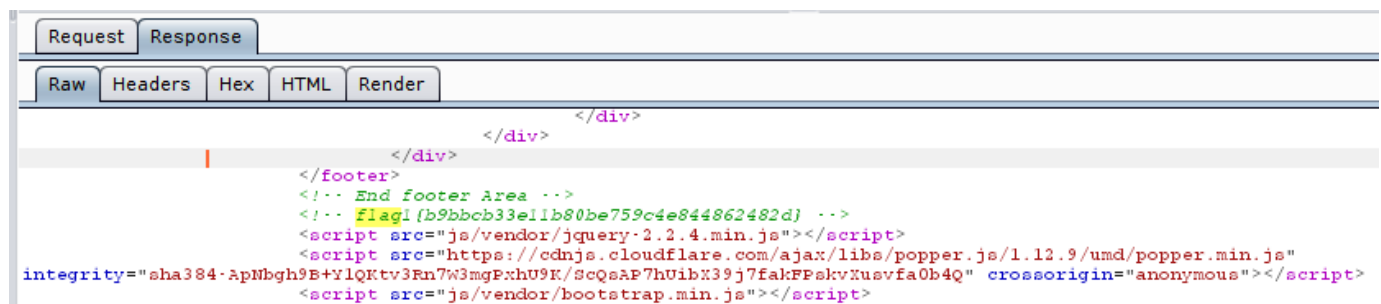 Request Response
Raw Headers Hex HTML Render
</div>
</div>
</div>
</footer>
<!-- End footer Area -->
<!-- flag1{b9bbcb33e11b80be759c4e844862482d} -->
<script src="js/vendor/jquery-2.2.4.min.js"></script>
<script src="https://cdnjs.cloudflare.com/ajax/libs/popper.js/1.12.9/umd/popper.min.js"
integrity="sha384-ApNbgh9B+Y1QKtv3Rn7W3mgPxhU9K/ScQsAP7hUibX39j7fakFPskvXusvfa0b4Q" crossorigin="anonymous"></script>
<script src="js/vendor/bootstrap.min.js"></script>